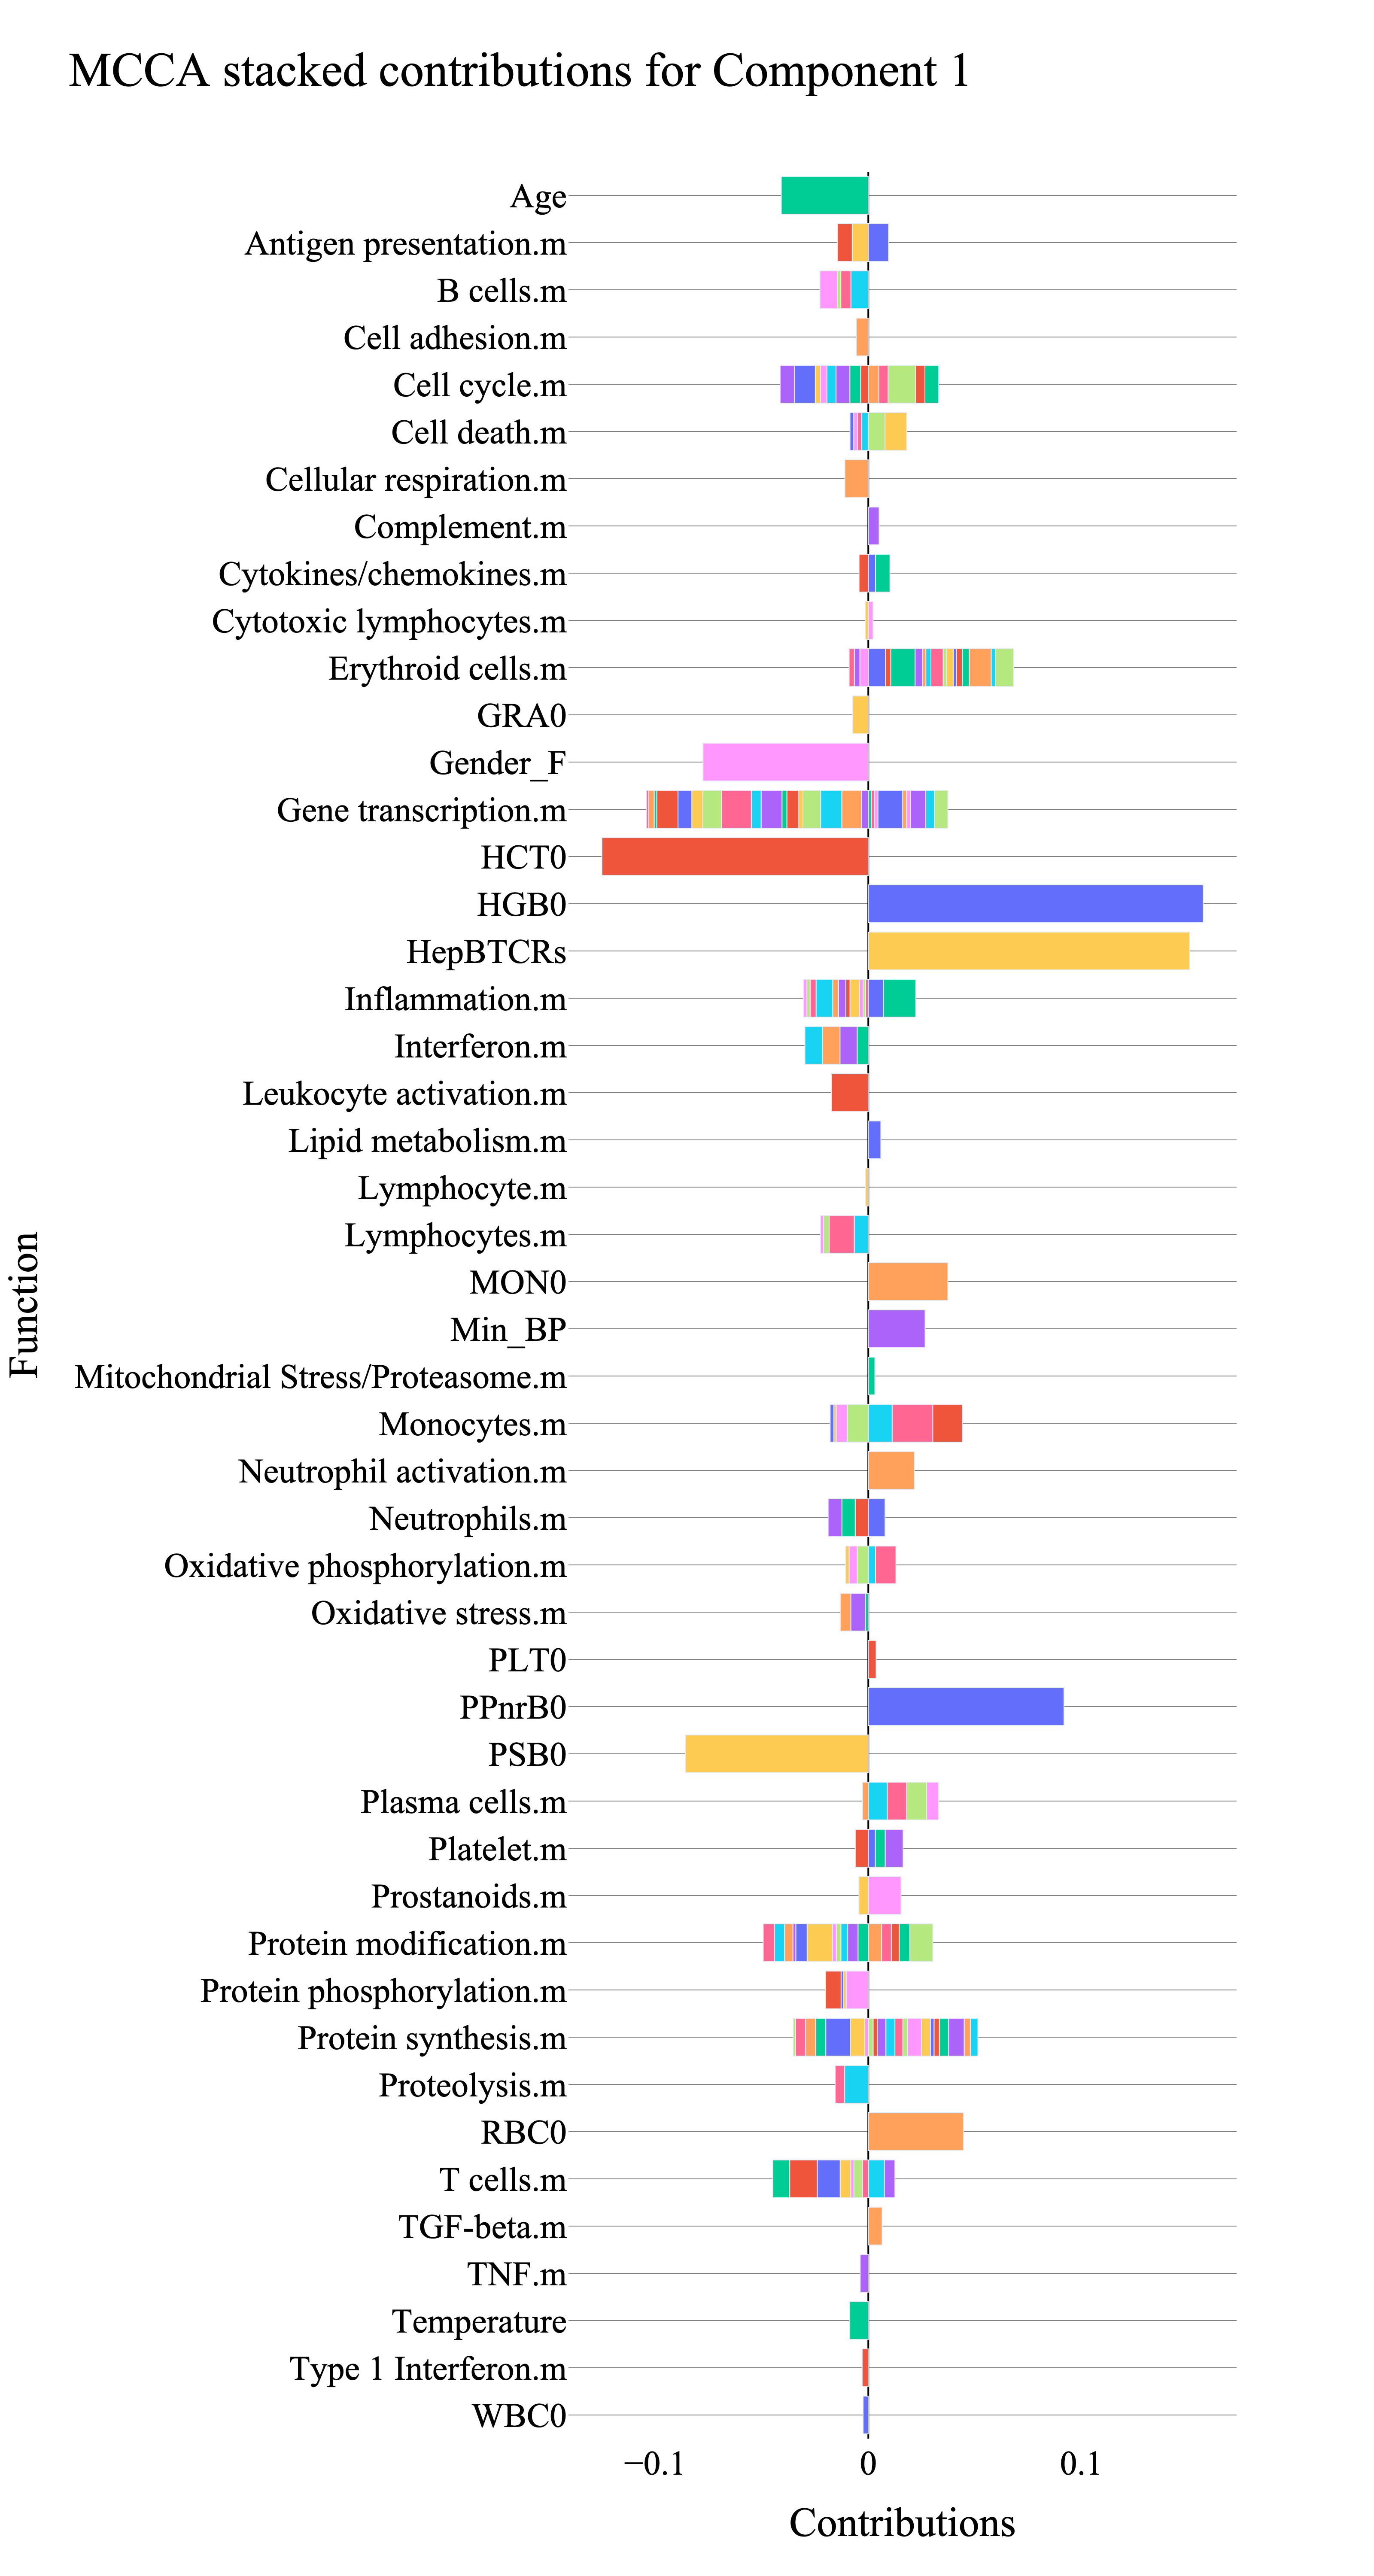 MCCA stacked contributions for Component 1
Age
Antigen presentation.m
B cells.m
Cell adhesion.m
Cell cycle.m
Cell death.m
Cellular respiration.m
Complement.m
Cytokines/chemokines.m
Cytotoxic lymphocytes.m
Erythroid cells.m
GRA0
Gender_F
Gene transcription.m
HCT0
HGB0
HepBTCRs
Inflammation.m
Interferon.m
Leukocyte activation.m
Lipid metabolism.m
Lymphocyte.m
Lymphocytes.m
MON0
Min_BP
Mitochondrial Stress/Proteasome.m
Monocytes.m
Neutrophil activation.m
Neutrophils.m
Oxidative phosphorylation.m
Oxidative stress.m
PLT0
PPnrB0
PSB0
Plasma cells.m
Platelet.m
Prostanoids.m
Protein modification.m
Protein phosphorylation.m
Protein synthesis.m
Proteolysis.m
RBC0
T cells.m
TGF-beta.m
TNF.m
Temperature
Type 1 Interferon.m
WBC0
Function
−0.1 0 0.1
Contributions